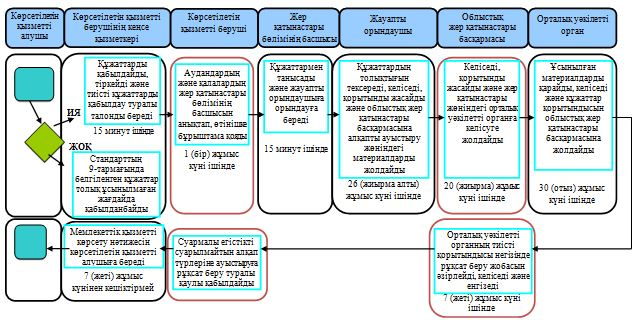 Көрсетілетін
қызметті
алушы
Көрсетілетін қызметті
берушінің кеңсе
қызметкері
Көрсетілетін
қызметті беруші
Жер
қатынастары
бөлімінің басшысы
Жауапты
орындаушы
Облыстық
жер қатынастары
басқармасы
Орталық уәкілетті
орган
Құжаттарды
қабылдайды,
тіркейді және
тиісті құжаттарды
қабылдау туралы
талонды береді
15 минут ішінде
ИЯ
ЖОҚ
Стандарттың
9-тармағында
белгіленген құжаттар
толық ұсынылмаған
жағдайда
қабылданбайды
Аудандардың
және қалалардың
жер қатынастары
бөлімінің
басшысын
анықтап, өтінішке
бұрыштама қояды
1 (бір) жұмыс
күні ішінде
Құжаттармен
танысады
және жауапты
орындаушыға
орындауға
береді
15 минут ішінде
Құжаттардың
толықтығын
тексереді, келіседі,
қорытынды жасайды
және облыстық жер
қатынастары
басқармасына
алқапты ауыстыру
жөніндегі
материалдарды
жолдайды
26 (жиырма алты)
жұмыс күні ішінде
Келіседі,
қорытынды
жасайды және жер
қатынастары
жөніндегі орталық
уәкілетті органға
келісуге
жолдайды
20 (жиырма) жұмыс
күні ішінде
Ұсынылған
материалдарды
қарайды, келіседі
және құжаттар
қорытындысын
облыстық жер
қатынастары
басқармасына
жолдайды
30 (отыз) жұмыс
күні ішінде
Мемлекеттік қызметті
көрсету нәтижесін
көрсетілетін қызметті
алушыға береді
7 (жеті) жұмыс
күнінен кешіктірмей
Суармалы егістікті
суарылмайтын алқап
түрлеріне ауыстыруға
рұқсат беру туралы
қаулы қабылдайды
Орталық уәкілетті
органның тиісті
қорытындысы негізінде
рұқсат беру жобасын
әзірлейді, келіседі және
енгізеді
7 (жеті) жұмыс күні
ішінде